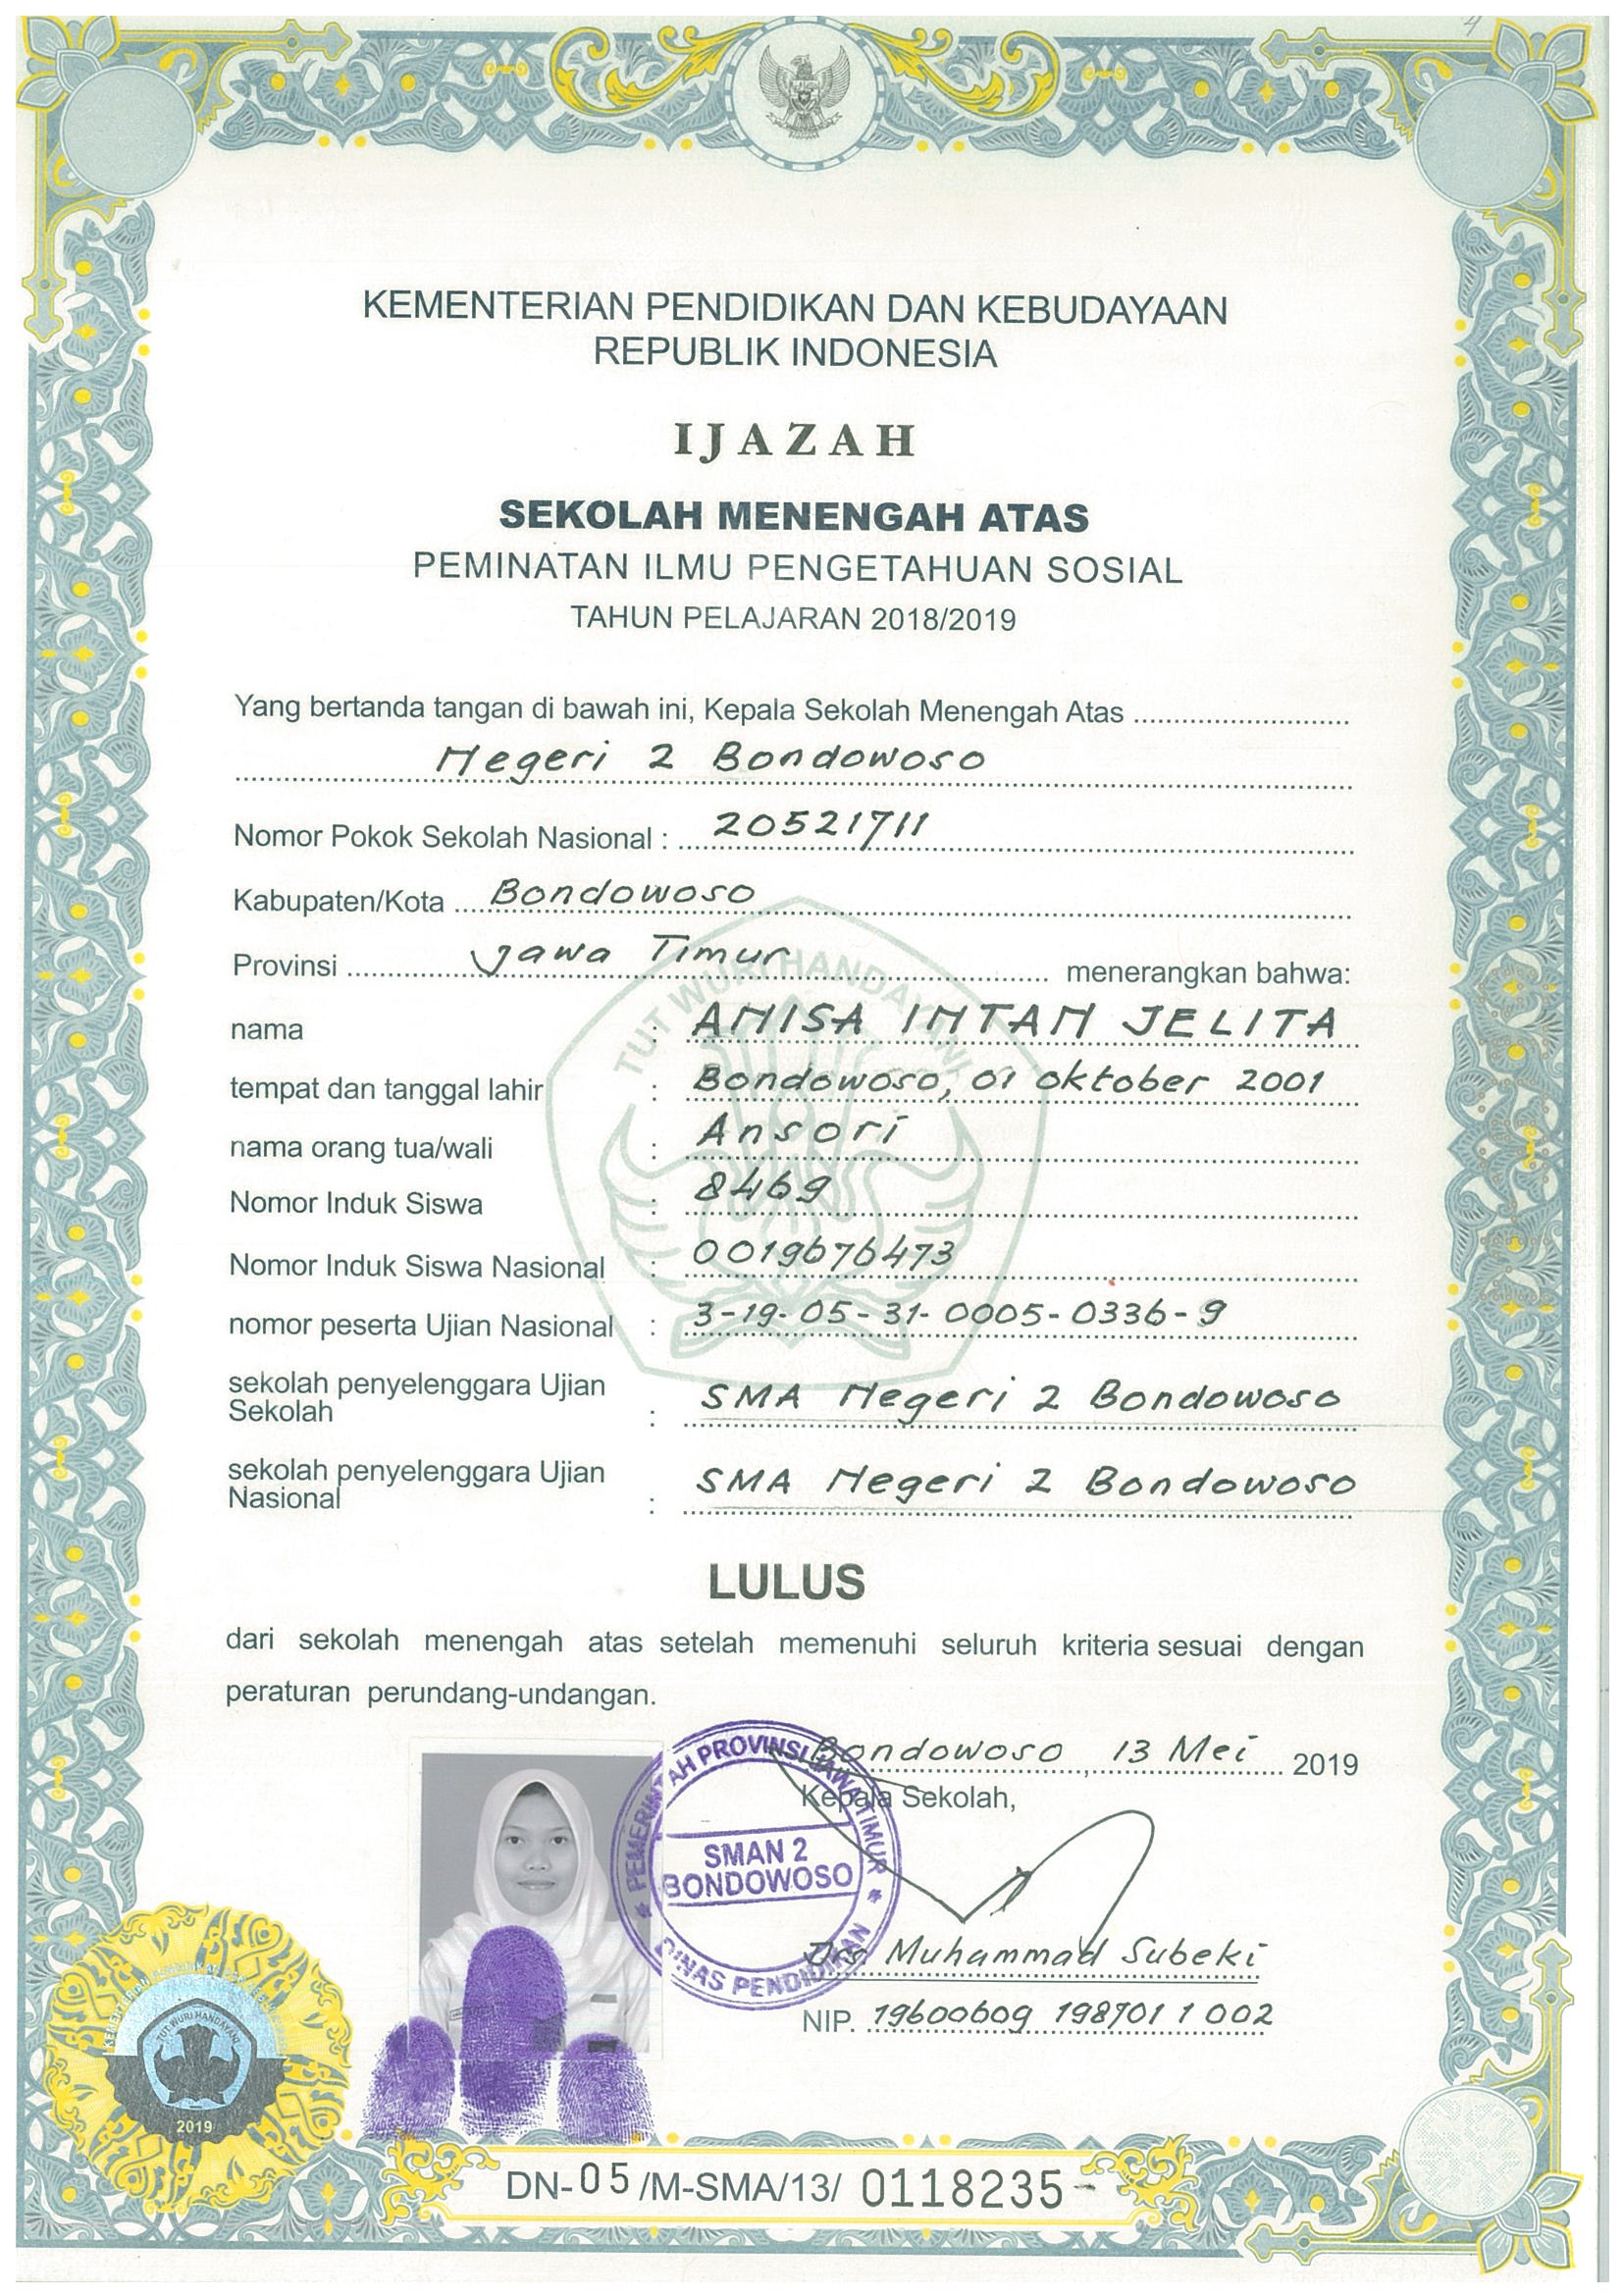 KEMENTERIAN PENDIDIKAN DAN KEBUDAYAAN
REPUBLIK INDONESIA
IJAZAH
SEKOLAH MENENGAH ATAS
PEMINATAN ILMU PENGETAHUAN SOSIAL
TAHUN PELAJARAN 2018/2019
Yang bertanda tangan di bawah ini, Kepala Sekolah Menengah Atas
Negeri 2 Bondowoso
Nomor Pokok Sekolah Nasional : 20521711
Kabupaten/Kota Bondowoso
Provinsi Jawa Timur menerangkan bahwa:
nama : ANISA INTAN JELITA
tempat dan tanggal lahir : Bondowoso, 01 oktober 2001
nama orang tua/wali : Ansori
Nomor Induk Siswa : 8469
Nomor Induk Siswa Nasional : 0019676473
nomor peserta Ujian Nasional : 3-19-05-31-0005-0336-9
sekolah penyelenggara Ujian
Sekolah : SMA Negeri 2 Bondowoso
sekolah penyelenggara Ujian
Nasional : SMA Negeri 2 Bondowoso
LULUS
dari sekolah menengah atas setelah memenuhi seluruh kriteria sesuai dengan
peraturan perundang-undangan.
Bondowoso, 13 Mei 2019
Kepala Sekolah,
PEMERINTAH PROVINSI JAWA TIMUR
SMAN 2
BONDOWOSO
DINAS PENDIDIKAN
Drs Muhammad Subeki
NIP. 19600609 198701 1 002
TUT WURI HANDAYANI
TUT WURI HANDAYANI
2019
DN-05/M-SMA/13/ 0118235